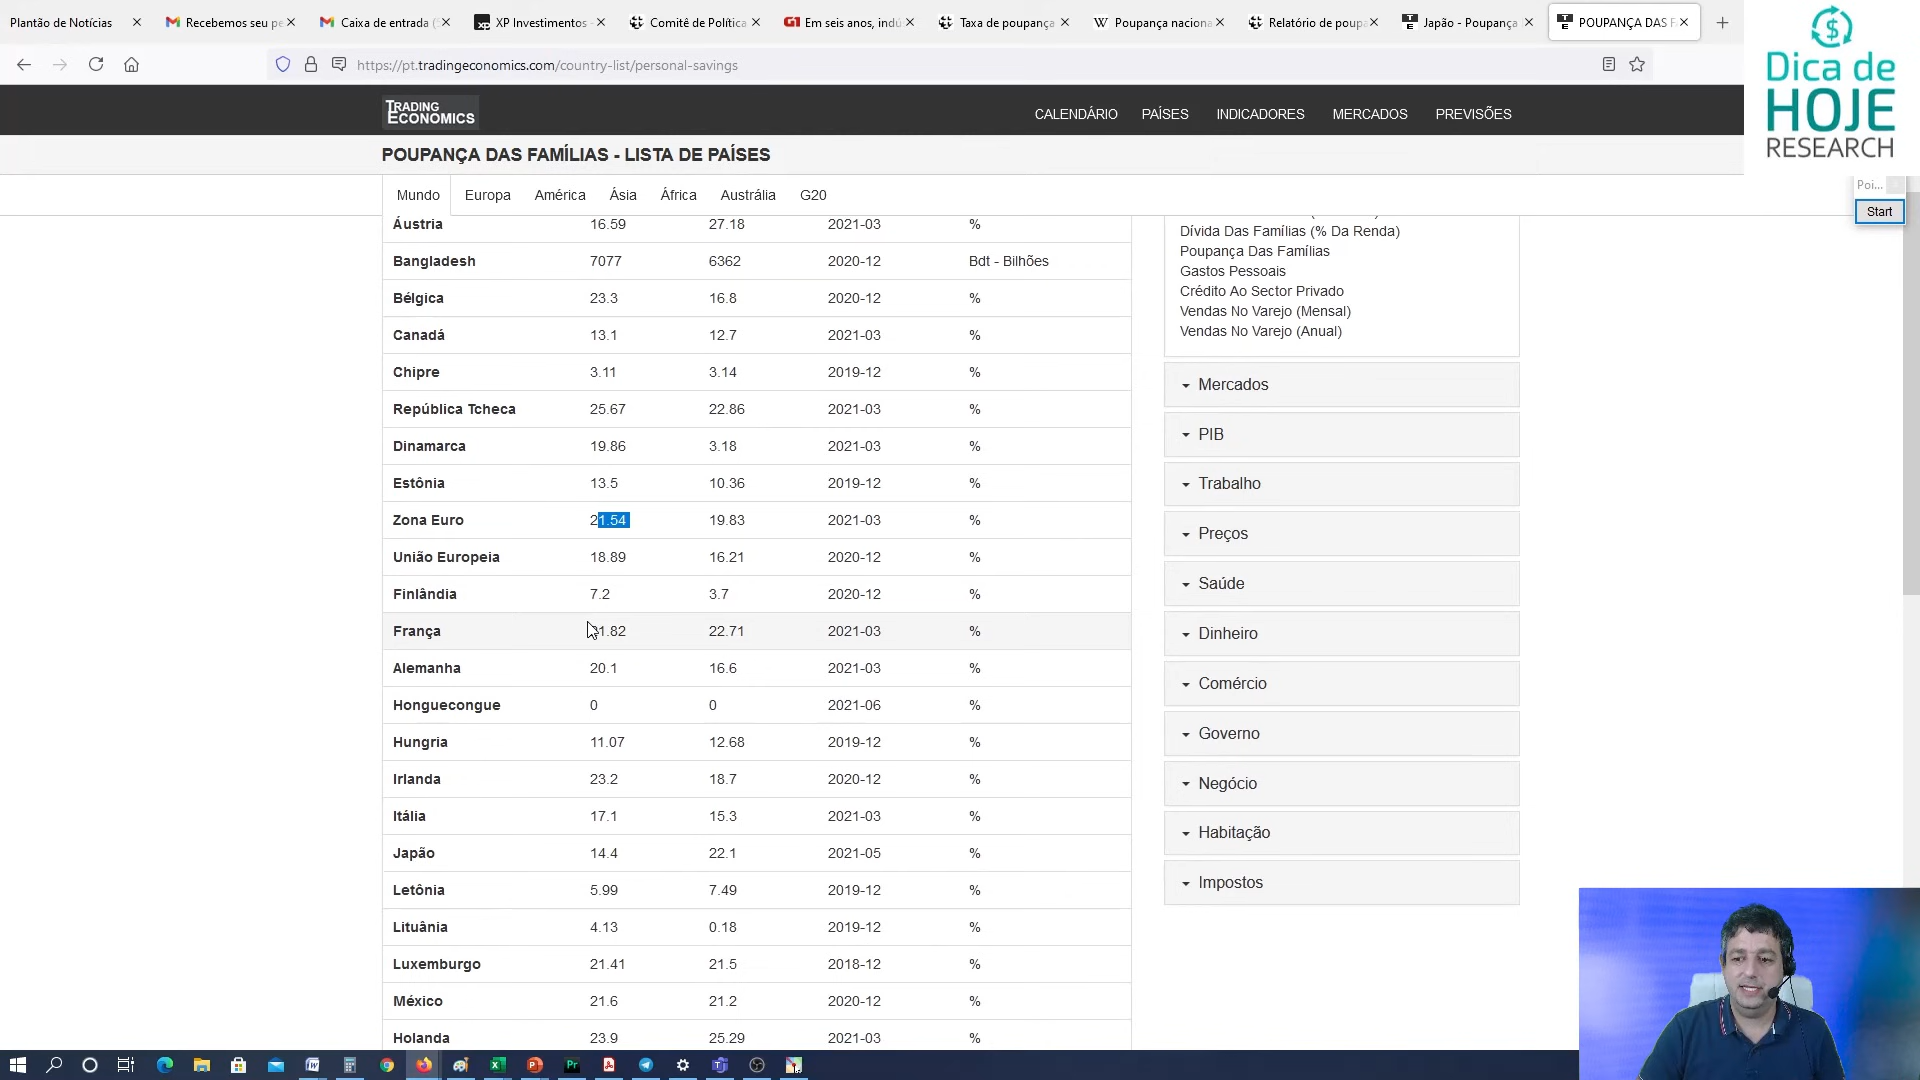 Plantão de Notícias
Recebemos seu pe
Caixa de entrada (
XP Investimentos -
Comitê de Política
Em seis anos, indú
Taxa de poupança
Poupança naciona
Relatório de poup
Japão - Poupança
POUPANÇA DAS F
https://pt.tradingeconomics.com/country-list/personal-savings
Dica de
HOJE
RESEARCH
TRADING
ECONOMICS
CALENDÁRIO PAÍSES INDICADORES MERCADOS PREVISÕES
POUPANÇA DAS FAMÍLIAS - LISTA DE PAÍSES
Poi...
Start
Mundo Europa América Ásia África Austrália G20
Áustria 16.59 27.18 2021-03 %
Bangladesh 7077 6362 2020-12 Bdt - Bilhões
Bélgica 23.3 16.8 2020-12 %
Canadá 13.1 12.7 2021-03 %
Chipre 3.11 3.14 2019-12 %
República Tcheca 25.67 22.86 2021-03 %
Dinamarca 19.86 3.18 2021-03 %
Estônia 13.5 10.36 2019-12 %
Zona Euro 21.54 19.83 2021-03 %
União Europeia 18.89 16.21 2020-12 %
Finlândia 7.2 3.7 2020-12 %
França 21.82 22.71 2021-03 %
Alemanha 20.1 16.6 2021-03 %
Honguecongue 0 0 2021-06 %
Hungria 11.07 12.68 2019-12 %
Irlanda 23.2 18.7 2020-12 %
Itália 17.1 15.3 2021-03 %
Japão 14.4 22.1 2021-05 %
Letônia 5.99 7.49 2019-12 %
Lituânia 4.13 0.18 2019-12 %
Luxemburgo 21.41 21.5 2018-12 %
México 21.6 21.2 2020-12 %
Holanda 23.9 25.29 2021-03 %
Dívida Das Famílias (% Da Renda)
Poupança Das Famílias
Gastos Pessoais
Crédito Ao Sector Privado
Vendas No Varejo (Mensal)
Vendas No Varejo (Anual)
Mercados
PIB
Trabalho
Preços
Saúde
Dinheiro
Comércio
Governo
Negócio
Habitação
Impostos